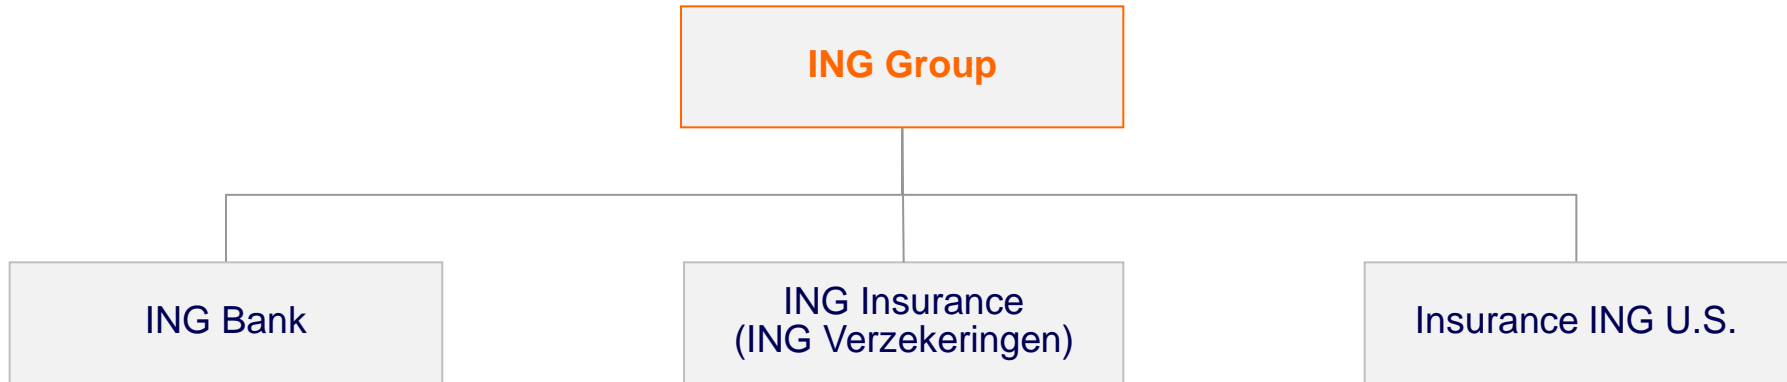 ING Group
ING Bank
ING Insurance
(ING Verzekeringen)
Insurance ING U.S.